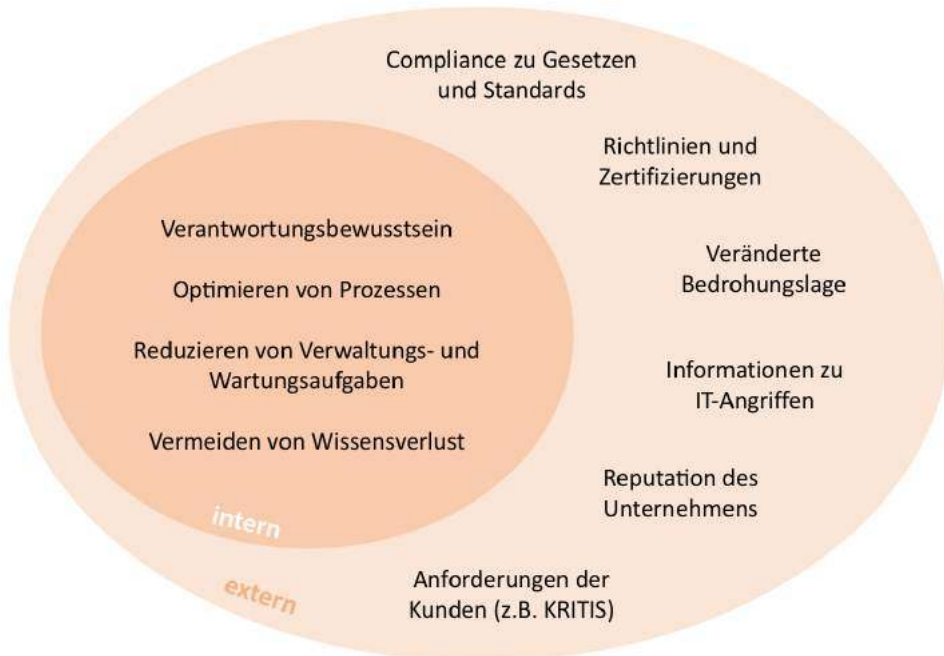 Compliance zu Gesetzen
und Standards
Richtlinien und
Zertifizierungen
Verantwortungsbewusstsein
Veränderte
Bedrohungslage
Optimieren von Prozessen
Reduzieren von Verwaltungs- und
Wartungsaufgaben
Informationen zu
IT-Angriffen
Vermeiden von Wissensverlust
Reputation des
Unternehmens
intern
extern
Anforderungen der
Kunden (z.B. KRITIS)